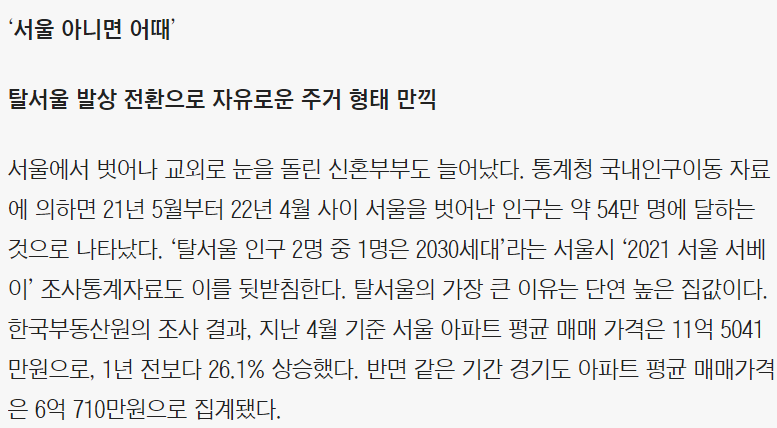 ‘서울 아니면 어때’
탈서울 발상 전환으로 자유로운 주거 형태 만끽
서울에서 벗어나 교외로 눈을 돌린 신혼부부도 늘어났다. 통계청 국내인구이동 자료
에 의하면 21년 5월부터 22년 4월 사이 서울을 벗어난 인구는 약 54만 명에 달하는
것으로 나타났다. ‘탈서울 인구 2명 중 1명은 2030세대’라는 서울시 ‘2021 서울 서베
이’ 조사통계자료도 이를 뒷받침한다. 탈서울의 가장 큰 이유는 단연 높은 집값이다.
한국부동산원의 조사 결과, 지난 4월 기준 서울 아파트 평균 매매 가격은 11억 5041
만원으로, 1년 전보다 26.1% 상승했다. 반면 같은 기간 경기도 아파트 평균 매매가격
은 6억 710만원으로 집계됐다.